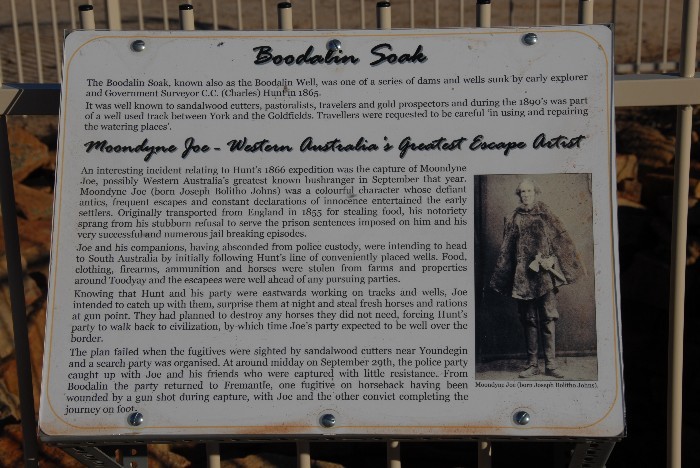 Boodalin Soak
The Boodalin Soak, known also as the Boodalin Well, was one of a series of dams and wells sunk by early explorer
and Government Surveyor C.C. (Charles) Hunt in 1865.
It was well known to sandalwood cutters, pastoralists, travelers and gold prospectors and during the 1890's was part
of a well used track between York and the Goldfields. Travellers were requested to be careful 'in using and repairing
the watering places'.
Moondyne Joe - Western Australia's Greatest Escape Artist
An interesting incident relating to Hunt's 1866 expedition was the capture of Moondyne
Joe, possibly Western Australia's greatest known bushranger in September that year.
Moondyne Joe (born Joseph Bolitho Johns) was a colourful character whose defiant
antics, frequent escapes and constant declarations of innocence entertained the early
settlers. Originally transported from England in 1855 for stealing food, his notoriety
sprang from his stubborn refusal to serve the prison sentences imposed on him and his
very successful and numerous jail breaking episodes.
Joe and his companions, having absconded from police custody, were intending to head
to South Australia by initially following Hunt's line of conveniently placed wells. Food,
clothing, firearms, ammunition and horses were stolen from farms and properties
around Toodyay and the escapees were well ahead of any pursuing parties.
Knowing that Hunt and his party were eastwards working on tracks and wells, Joe
intended to catch up with them, surprise them at night and steal fresh horses and rations
at gun point. They had planned to destroy any horses they did not need, forcing Hunt's
party to walk back to civilization, by which time Joe's party expected to be well over the
border.
The plan failed when the fugitives were sighted by sandalwood cutters near Youndegin
and a search party was organised. At around midday on September 29th, the police party
caught up with Joe and his friends who were captured with little resistance. From
Boodalin the party returned to Fremantle, one fugitive on horseback having been
wounded by a gun shot during capture, with Joe and the other convict completing the
journey on foot.
Moondyne Joe (born Joseph Bolitho Johns).